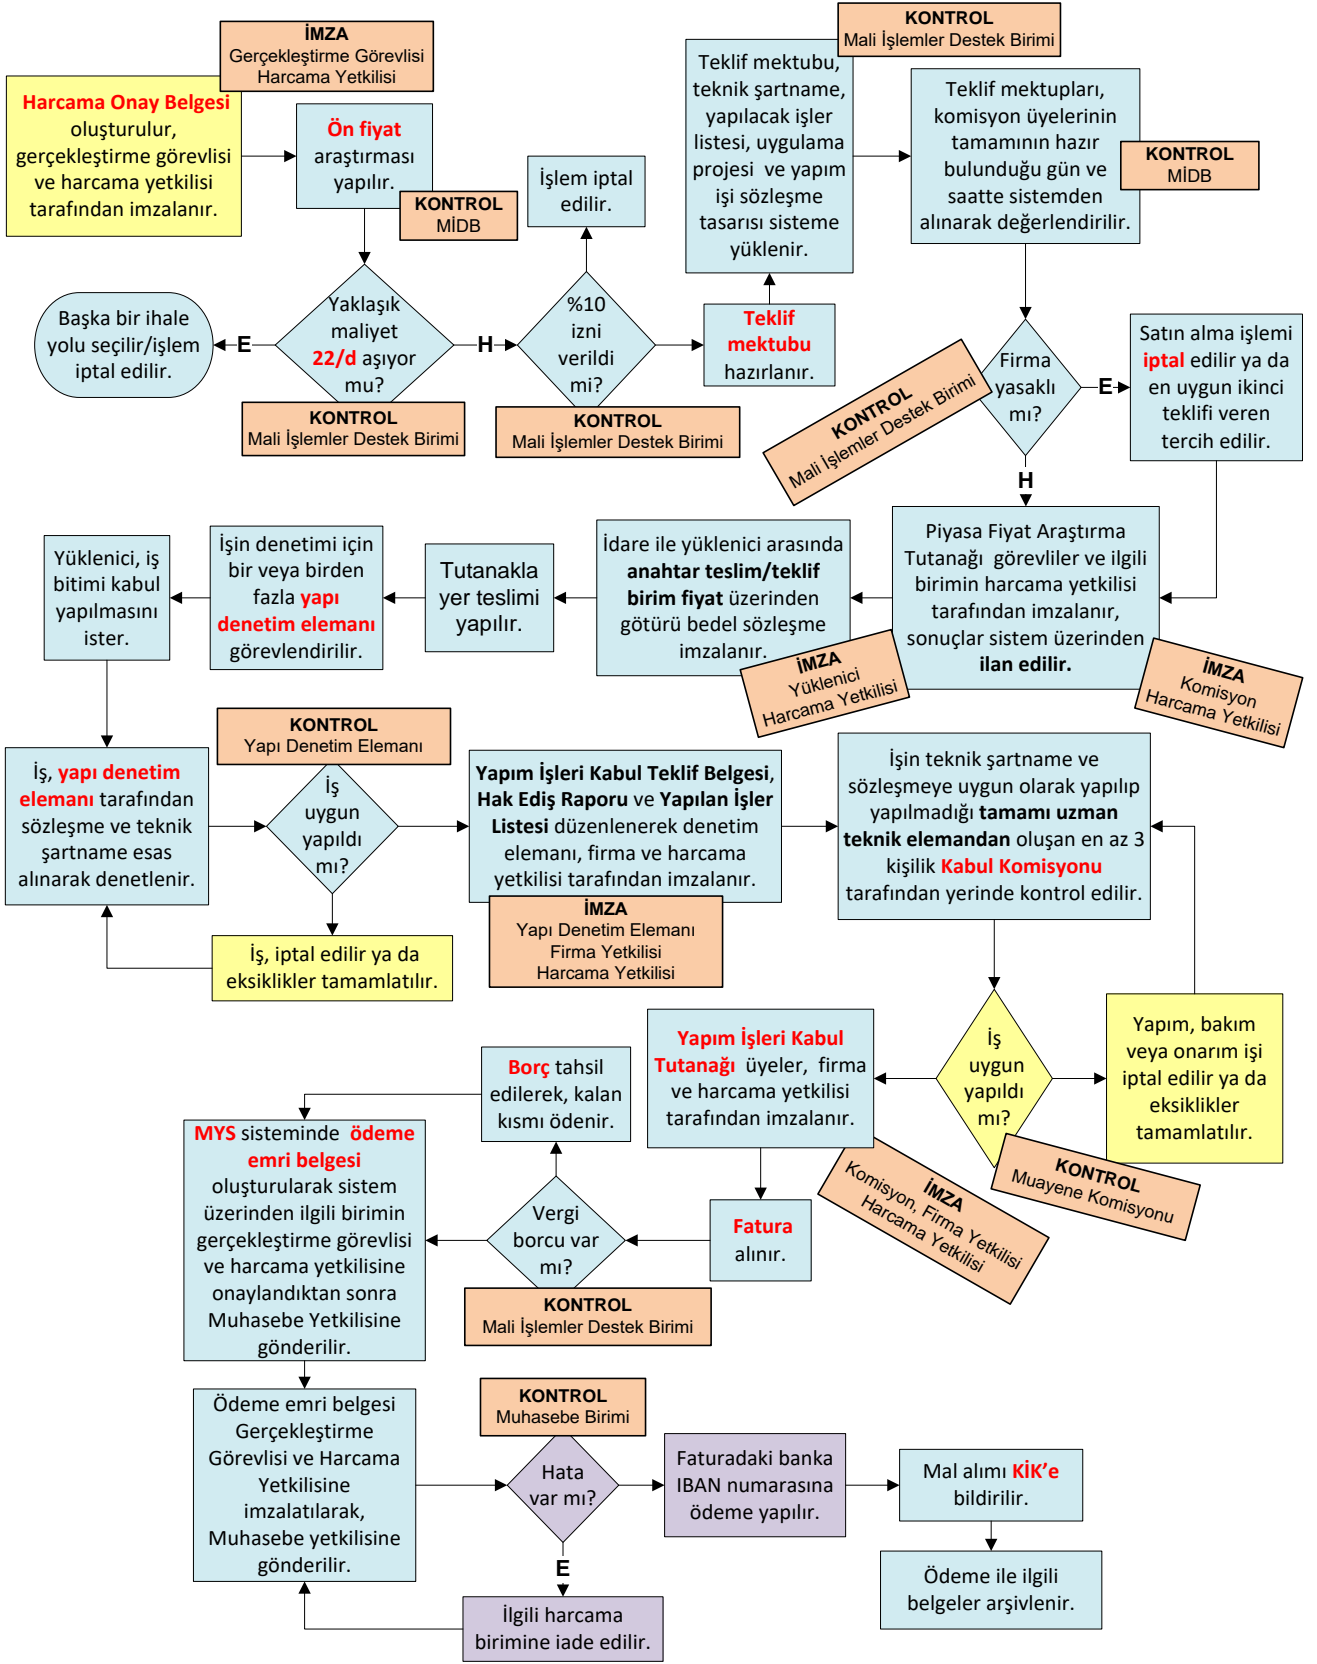 İMZA
Gerçekleştirme Görevlisi
Harcama Yetkilisi
Harcama Onay Belgesi
oluşturulur,
gerçekleştirme görevlisi
ve harcama yetkilisi
tarafından imzalanır.
Ön fiyat
araştırması
yapılır.
KONTROL
MİDB
Yaklaşık
maliyet
22/d aşıyor
mu?
KONTROL
Mali İşlemler Destek Birimi
E
Başka bir ihale
yolu seçilir/işlem
iptal edilir.
H
%10
izni
verildi
mi?
KONTROL
Mali İşlemler Destek Birimi
İşlem iptal
edilir.
Teklif
mektubu
hazırlanır.
KONTROL
Mali İşlemler Destek Birimi
Teklif mektubu,
teknik şartname,
yapılacak işler
listesi, uygulama
projesi ve yapım
işi sözleşme
tasarısı sisteme
yüklenir.
Teklif mektupları,
komisyon üyelerinin
tamamının hazır
bulunduğu gün ve
saatte sistemden
alınarak değerlendirilir.
KONTROL
MİDB
Firma
yasaklı
mı?
KONTROL
Mali İşlemler Destek Birimi
E
Satın alma işlemi
iptal edilir ya da
en uygun ikinci
teklifi veren
tercih edilir.
H
Piyasa Fiyat Araştırma
Tutanağı görevliler ve ilgili
birimin harcama yetkilisi
tarafından imzalanır,
sonuçlar sistem üzerinden
ilan edilir.
İMZA
Komisyon
Harcama Yetkilisi
İdare ile yüklenici arasında
anahtar teslim/teklif
birim fiyat üzerinden
götürü bedel sözleşme
imzalanır.
İMZA
Yüklenici
Harcama Yetkilisi
Tutanakla
yer teslimi
yapılır.
İşin denetimi için
bir veya birden
fazla yapı
denetim elemanı
görevlendirilir.
Yüklenici, iş
bitimi kabul
yapılmasını
ister.
İş, yapı denetim
elemanı tarafından
sözleşme ve teknik
şartname esas
alınarak denetlenir.
KONTROL
Yapı Denetim Elemanı
İş
uygun
yapıldı
mı?
İş, iptal edilir ya da
eksiklikler tamamlatılır.
Yapım İşleri Kabul Teklif Belgesi,
Hak Ediş Raporu ve Yapılan İşler
Listesi düzenlenerek denetim
elemanı, firma ve harcama
yetkilisi tarafından imzalanır.
İMZA
Yapı Denetim Elemanı
Firma Yetkilisi
Harcama Yetkilisi
İşin teknik şartname ve
sözleşmeye uygun olarak yapılıp
yapılmadığı tamamı uzman
teknik elemandan oluşan en az 3
kişilik Kabul Komisyonu
tarafından yerinde kontrol edilir.
İş
uygun
yapıldı
mı?
KONTROL
Muayene Komisyonu
Yapım, bakım
veya onarım işi
iptal edilir ya da
eksiklikler
tamamlatılır.
Yapım İşleri Kabul
Tutanağı üyeler, firma
ve harcama yetkilisi
tarafından imzalanır.
İMZA
Komisyon, Firma Yetkilisi
Harcama Yetkilisi
Fatura
alınır.
Vergi
borcu var
mı?
KONTROL
Mali İşlemler Destek Birimi
Borç tahsil
edilerek, kalan
kısmı ödenir.
MYS sisteminde ödeme
emri belgesi
oluşturularak sistem
üzerinden ilgili birimin
gerçekleştirme görevlisi
ve harcama yetkilisine
onaylandıktan sonra
Muhasebe Yetkilisine
gönderilir.
Ödeme emri belgesi
Gerçekleştirme
Görevlisi ve Harcama
Yetkilisine
imzalatılarak,
Muhasebe yetkilisine
gönderilir.
KONTROL
Muhasebe Birimi
Hata
var mı?
E
İlgili harcama
birimine iade edilir.
Faturadaki banka
IBAN numarasına
ödeme yapılır.
Mal alımı KİK’e
bildirilir.
Ödeme ile ilgili
belgeler arşivlenir.